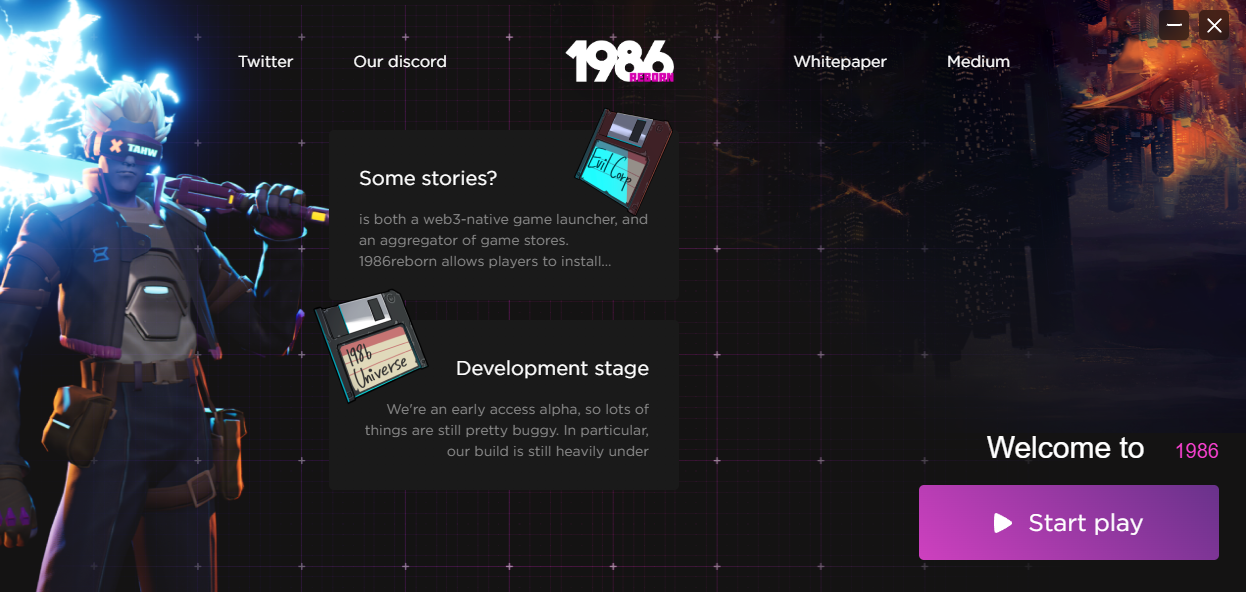 Twitter
Our discord
1986
REBORN
Whitepaper
Medium
TAHW
Evil Corp
Some stories?
is both a web3-native game launcher, and
an aggregator of game stores.
1986reborn allows players to install...
1986
Universe
Development stage
We're an early access alpha, so lots of
things are still pretty buggy. In particular,
our build is still heavily under
Welcome to 1986
Start play